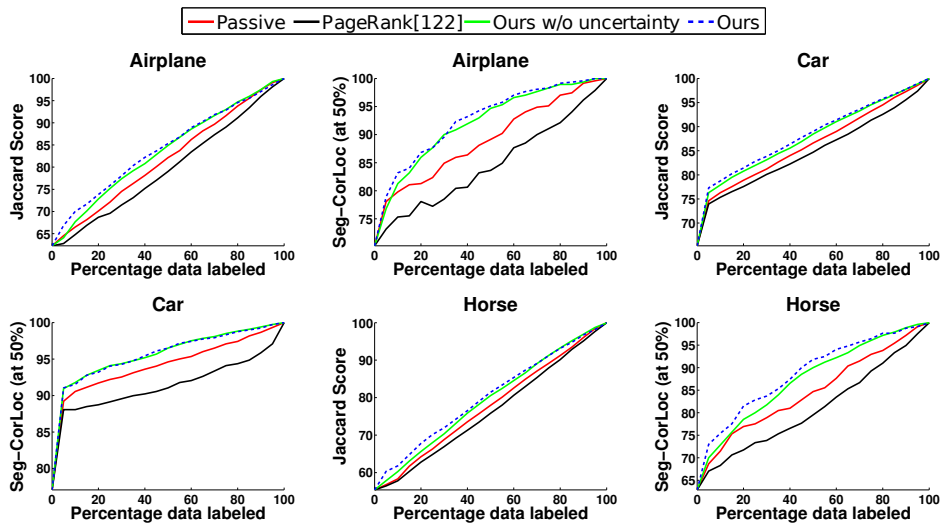 Passive PageRank[122] Ours w/o uncertainty Ours
Airplane
Jaccard Score
100
95
90
85
80
75
70
65
0 20 40 60 80 100
Percentage data labeled
Airplane
Seg-CorLoc (at 50%)
100
95
90
85
80
75
0 20 40 60 80 100
Percentage data labeled
Car
Jaccard Score
100
95
90
85
80
75
70
0 20 40 60 80 100
Percentage data labeled
Car
Seg-CorLoc (at 50%)
100
95
90
85
80
0 20 40 60 80 100
Percentage data labeled
Horse
Jaccard Score
100
90
80
70
60
0 20 40 60 80 100
Percentage data labeled
Horse
Seg-CorLoc (at 50%)
100
95
90
85
80
75
70
65
0 20 40 60 80 100
Percentage data labeled